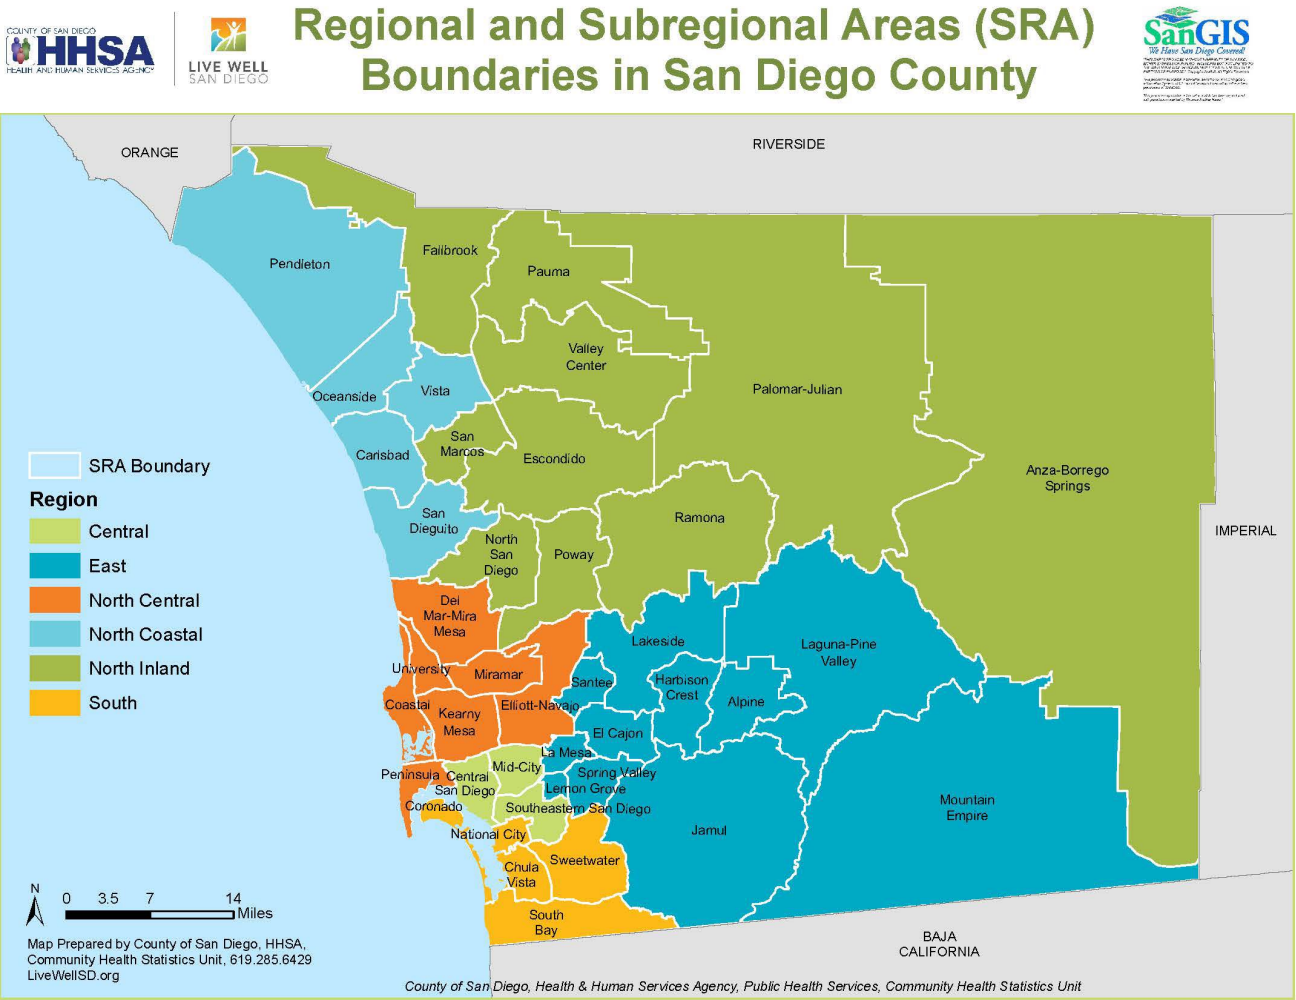 COUNTY OF SAN DIEGO
HHSA
HEALTH AND HUMAN SERVICES AGENCY
LIVE WELL
SAN DIEGO
Regional and Subregional Areas (SRA)
Boundaries in San Diego County
SanGIS
We Have San Diego Covered!
ORANGE
RIVERSIDE
Pendleton
Fallbrook
Pauma
Valley
Center
Palomar-Julian
Oceanside
Vista
San
Marcos
Carlsbad
Escondido
Anza-Borrego
Springs
IMPERIAL
San
Dieguito
Ramona
North
San
Diego
Poway
SRA Boundary
Region
Central
East
North Central
North Coastal
North Inland
South
Del
Mar-Mira
Mesa
Lakeside
Laguna-Pine
Valley
University
Miramar
Santee
Harbison
Crest
Alpine
Coastal
Kearny
Mesa
Elliott-Navajo
El Cajon
La Mesa
Mid-City
Peninsula
Central
San Diego
Spring Valley
Lemon Grove
Coronado
Southeastern San Diego
Mountain
Empire
National City
Jamul
Sweetwater
Chula
Vista
South
Bay
N
0 3.5 7 14
Miles
BAJA
CALIFORNIA
Map Prepared by County of San Diego, HHSA,
Community Health Statistics Unit, 619.285.6429
LiveWellSD.org
County of San Diego, Health & Human Services Agency, Public Health Services, Community Health Statistics Unit